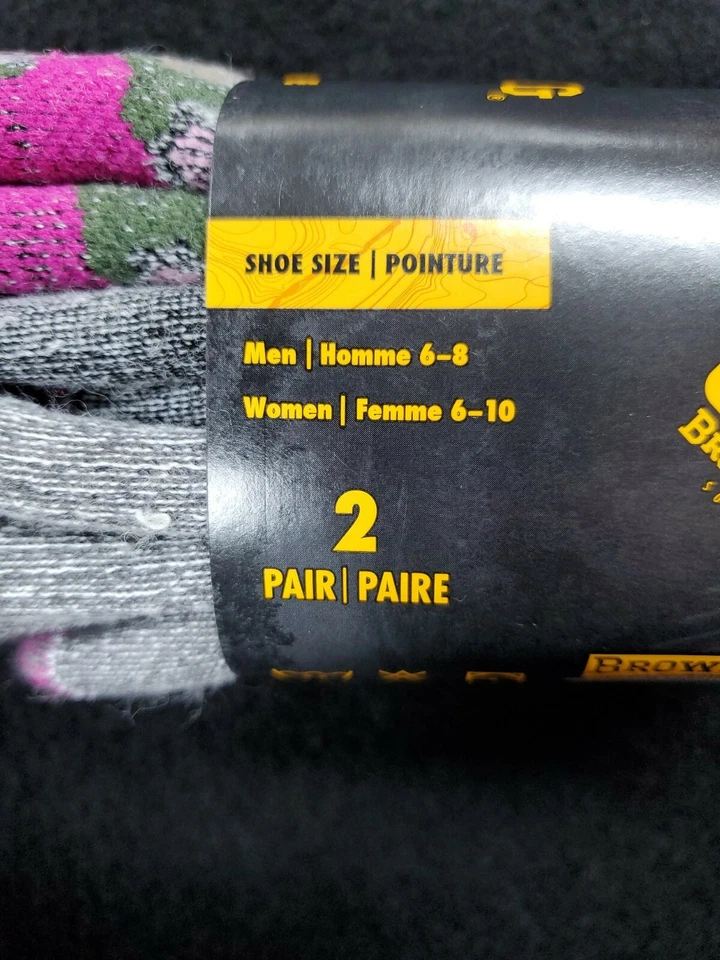 SHOE SIZE | POINTURE
Men | Homme 6–8
Women | Femme 6–10
2
PAIR | PAIRE